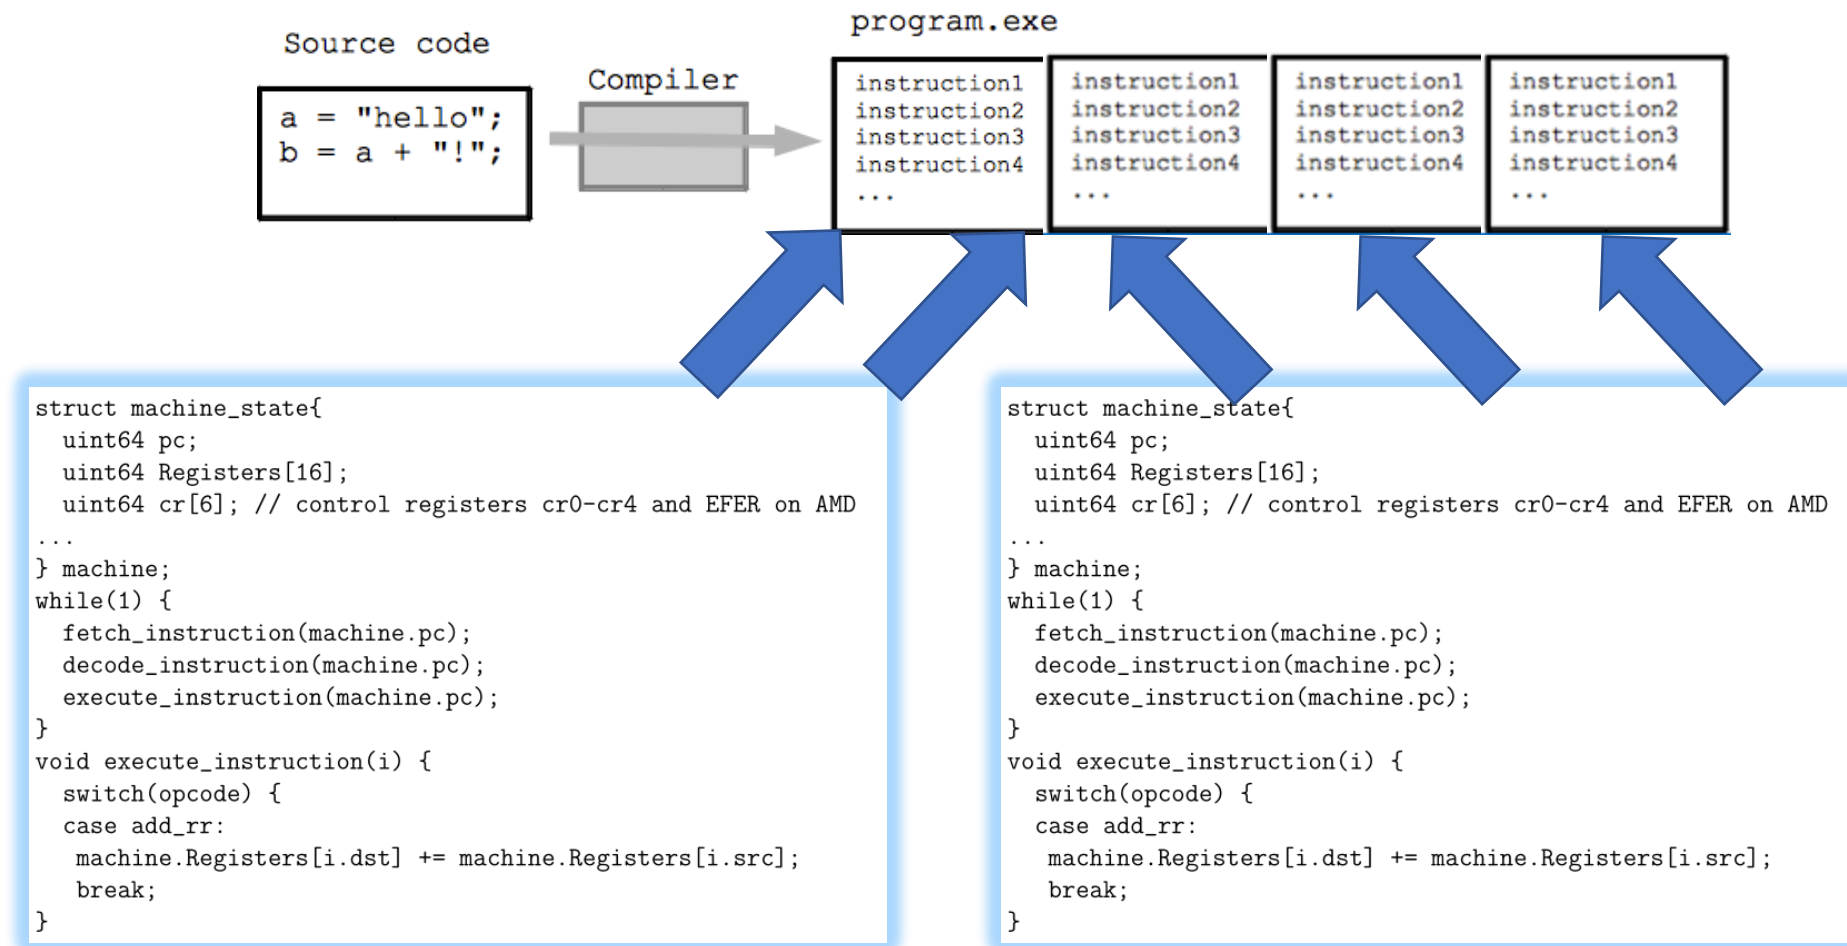 Source code
a = "hello";
b = a + "!";
Compiler
program.exe
instruction1
instruction2
instruction3
instruction4
...
instruction1
instruction2
instruction3
instruction4
...
instruction1
instruction2
instruction3
instruction4
...
instruction1
instruction2
instruction3
instruction4
...
struct machine_state{
uint64 pc;
uint64 Registers[16];
uint64 cr[6]; // control registers cr0-cr4 and EFER on AMD
...
} machine;
while(1) {
fetch_instruction(machine.pc);
decode_instruction(machine.pc);
execute_instruction(machine.pc);
}
void execute_instruction(i) {
switch(opcode) {
case add_rr:
machine.Registers[i.dst] += machine.Registers[i.src];
break;
}
struct machine_state{
uint64 pc;
uint64 Registers[16];
uint64 cr[6]; // control registers cr0-cr4 and EFER on AMD
...
} machine;
while(1) {
fetch_instruction(machine.pc);
decode_instruction(machine.pc);
execute_instruction(machine.pc);
}
void execute_instruction(i) {
switch(opcode) {
case add_rr:
machine.Registers[i.dst] += machine.Registers[i.src];
break;
}